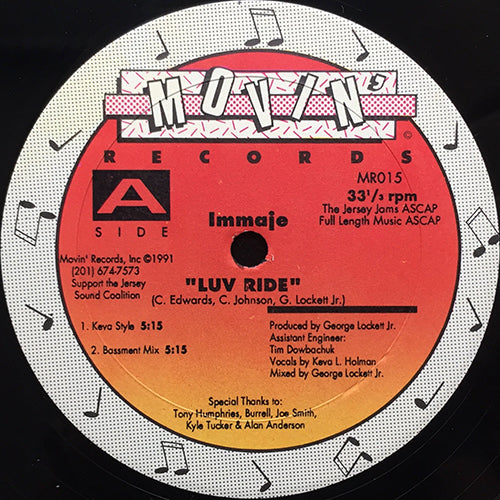 MOVIN'
©
RECORDS
MR015
A
SIDE
33 1/3 rpm
The Jersey Jams ASCAP
Full Length Music ASCAP
Immaje
Movin' Records, Inc ©1991
(201) 674-7573
Support the Jersey
Sound Coalition
"LUV RIDE"
(C. Edwards, C. Johnson, G. Lockett Jr.)
1. Keva Style 5:15
2. Bassment Mix 5:15
Produced by George Lockett Jr.
Assistant Engineer:
Tim Dowbachuk
Vocals by Keva L. Holman
Mixed by George Lockett Jr.
Special Thanks to:
Tony Humphries, Burrell, Joe Smith,
Kyle Tucker & Alan Anderson